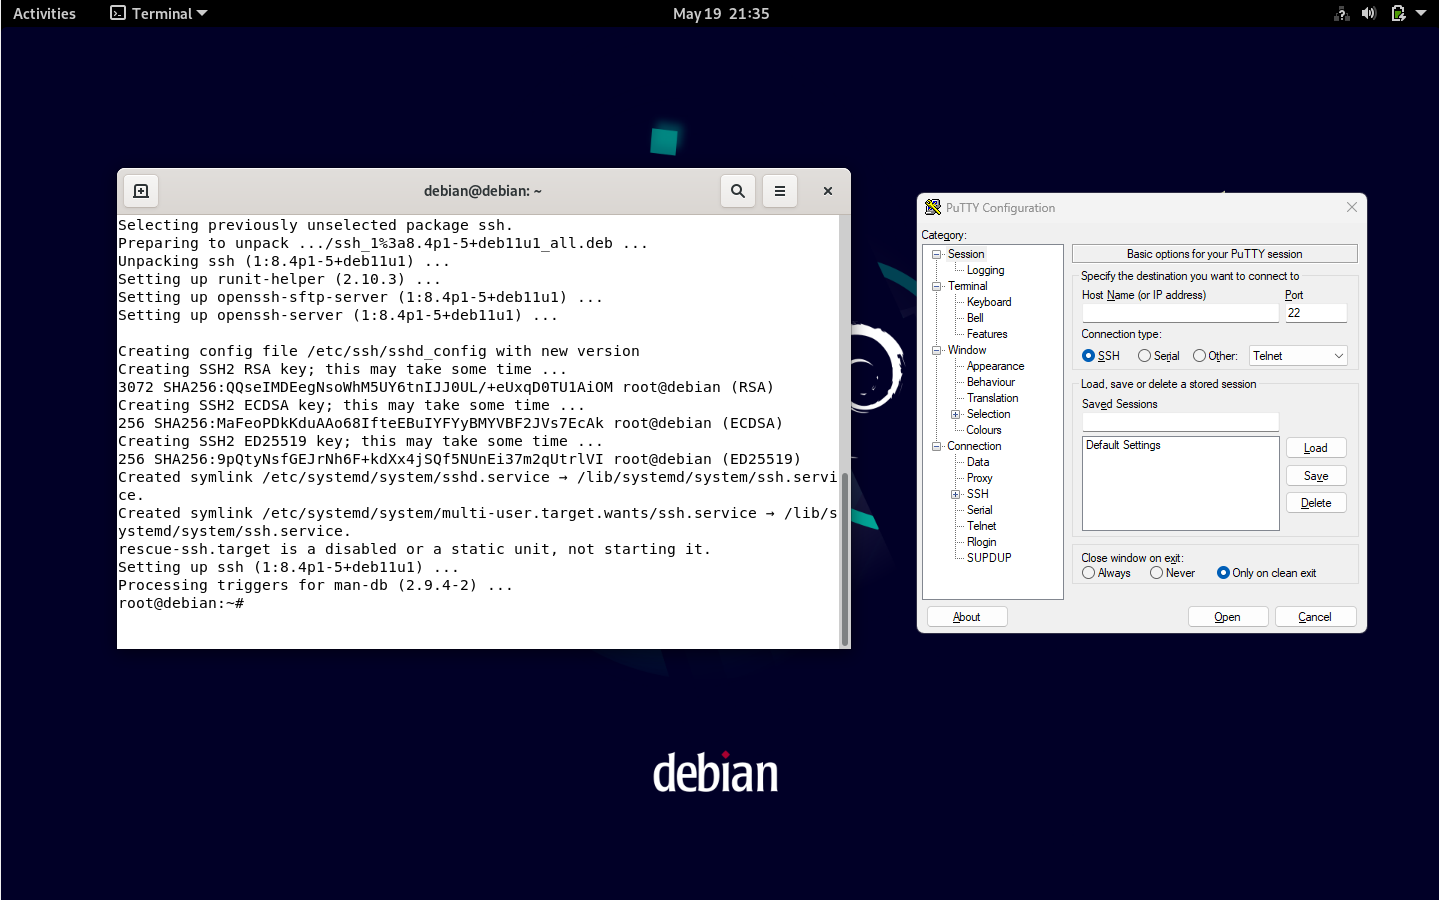 Activities
Terminal
May 19 21:35
debian@debian: ~
Selecting previously unselected package ssh.
Preparing to unpack .../ssh_1%3a8.4p1-5+deb11u1_all.deb ...
Unpacking ssh (1:8.4p1-5+deb11u1) ...
Setting up runit-helper (2.10.3) ...
Setting up openssh-sftp-server (1:8.4p1-5+deb11u1) ...
Setting up openssh-server (1:8.4p1-5+deb11u1) ...
Creating config file /etc/ssh/sshd_config with new version
Creating SSH2 RSA key; this may take some time ...
3072 SHA256:QQseIMDEegNsoWhM5UY6tnIJJ0UL/+eUxqD0TU1AiOM root@debian (RSA)
Creating SSH2 ECDSA key; this may take some time ...
256 SHA256:MaFeoPDkKduAAo68IfteEBuIYFYyBMYVBF2JVs7EcAk root@debian (ECDSA)
Creating SSH2 ED25519 key; this may take some time ...
256 SHA256:9pQtyNsfGEJrNh6F+kdXx4jSQf5NUnEi37m2qUtrlVI root@debian (ED25519)
Created symlink /etc/systemd/system/sshd.service → /lib/systemd/system/ssh.servi
ce.
Created symlink /etc/systemd/system/multi-user.target.wants/ssh.service → /lib/s
ystemd/system/ssh.service.
rescue-ssh.target is a disabled or a static unit, not starting it.
Setting up ssh (1:8.4p1-5+deb11u1) ...
Processing triggers for man-db (2.9.4-2) ...
root@debian:~#
PuTTY Configuration
Category:
Session
Logging
Terminal
Keyboard
Bell
Features
Window
Appearance
Behaviour
Translation
Selection
Colours
Connection
Data
Proxy
SSH
Serial
Telnet
Rlogin
SUPDUP
Basic options for your PuTTY session
Specify the destination you want to connect to
Host Name (or IP address) Port
22
Connection type:
SSH Serial Other: Telnet
Load, save or delete a stored session
Saved Sessions
Default Settings
Load
Save
Delete
Close window on exit:
Always Never Only on clean exit
About Open Cancel
debian